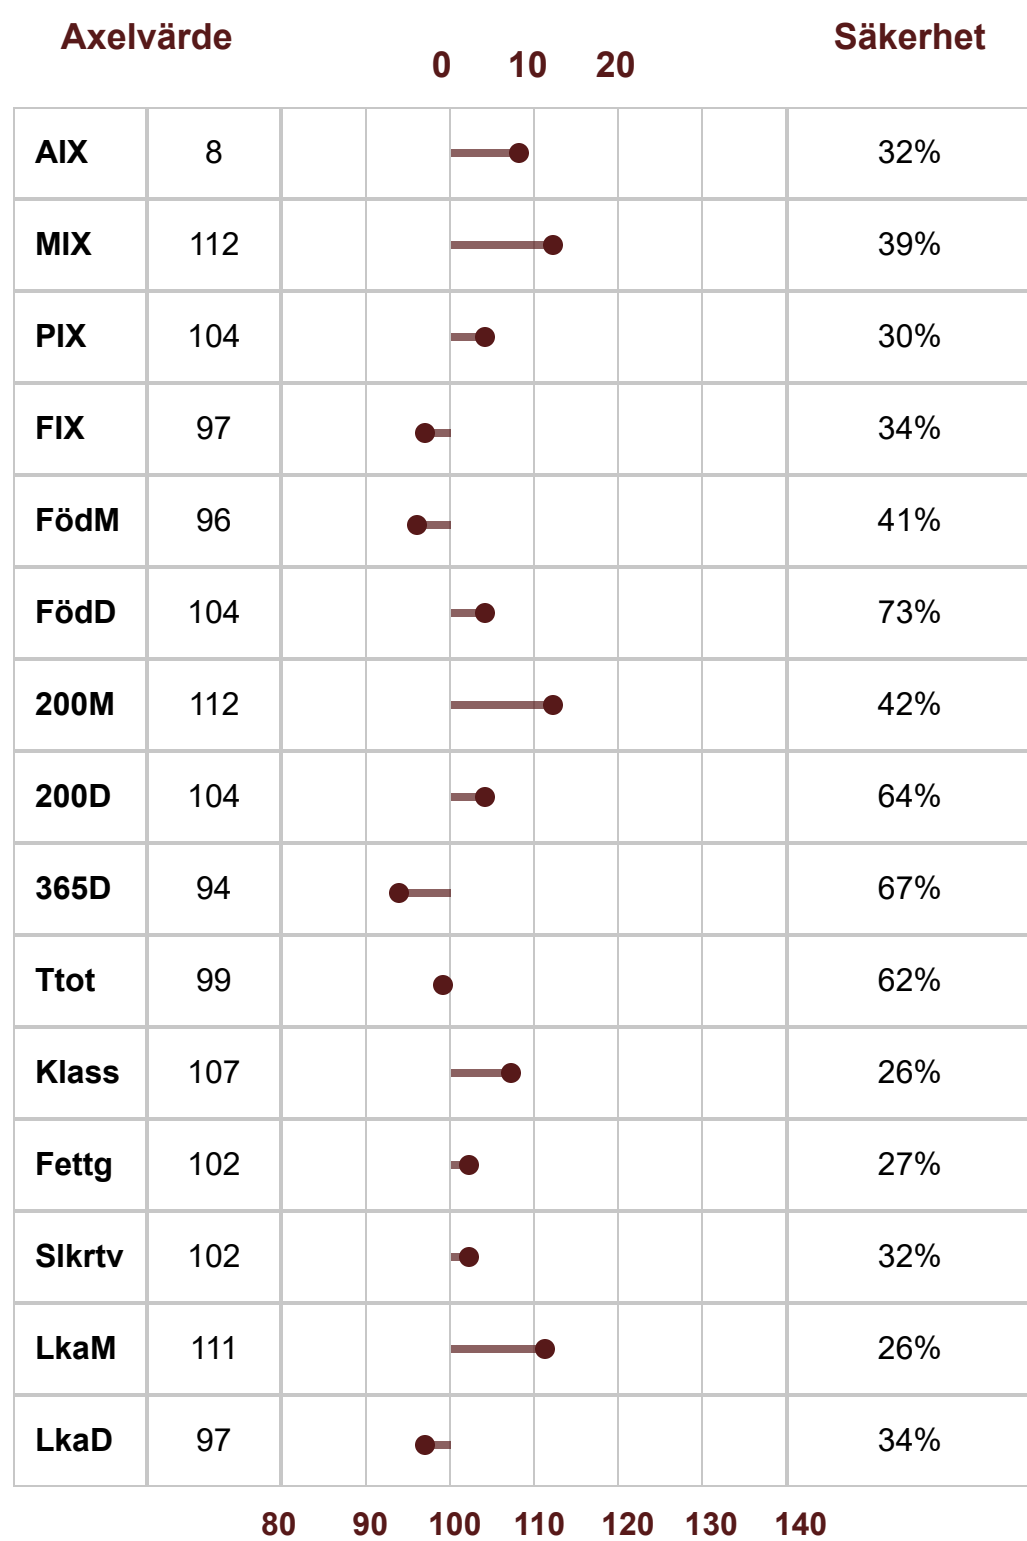 Axelvärde Säkerhet
0 10 20
AIX 8 32%
MIX 112 39%
PIX 104 30%
FIX 97 34%
FödM 96 41%
FödD 104 73%
200M 112 42%
200D 104 64%
365D 94 67%
Ttot 99 62%
Klass 107 26%
Fettg 102 27%
Slkrtv 102 32%
LkaM 111 26%
LkaD 97 34%
80 90 100 110 120 130 140